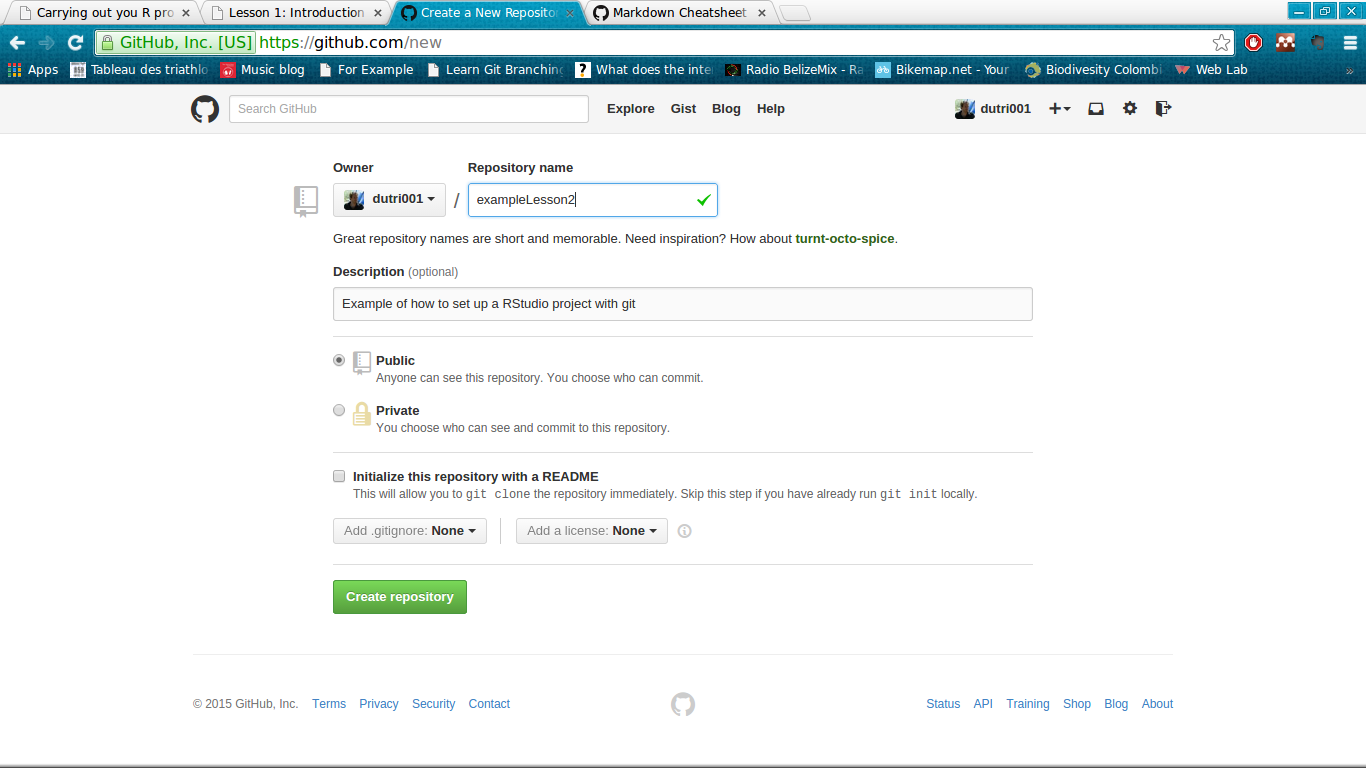 Carrying out you R pro
Lesson 1: Introduction
Create a New Reposito
Markdown Cheatsheet
GitHub, Inc. [US] https://github.com/new
Apps Tableau des triathlo Music blog For Example Learn Git Branching What does the inte Radio BelizeMix - Ra Bikemap.net - Your Biodivesity Colombi Web Lab »
Search GitHub Explore Gist Blog Help dutri001
Owner Repository name
dutri001 / exampleLesson2
Great repository names are short and memorable. Need inspiration? How about turnt-octo-spice.
Description (optional)
Example of how to set up a RStudio project with git
Public
Anyone can see this repository. You choose who can commit.
Private
You choose who can see and commit to this repository.
Initialize this repository with a README
This will allow you to git clone the repository immediately. Skip this step if you have already run git init locally.
Add .gitignore: None Add a license: None
Create repository
© 2015 GitHub, Inc. Terms Privacy Security Contact Status API Training Shop Blog About